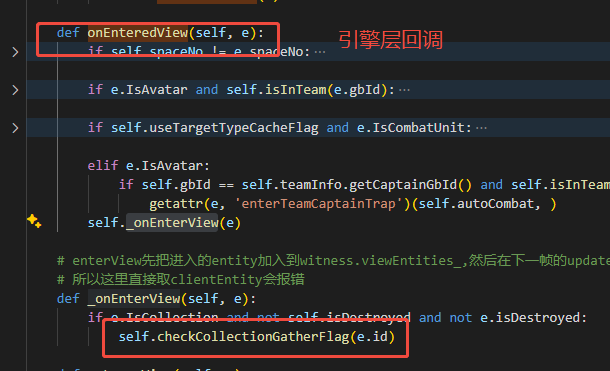 def onEnteredView(self, e):
引擎层回调
if self.spaceNo != e.spaceNo:…
if e.IsAvatar and self.isInTeam(e.gbId):…
if self.useTargetTypeCacheFlag and e.IsCombatUnit:…
elif e.IsAvatar:
if self.gbId == self.teamInfo.getCaptainGbId() and self.isInTeam
getattr(e, 'enterTeamCaptainTrap')(self.autoCombat, )
self._onEnterView(e)
# enterView先把进入的entity加入到witness.viewEntities_,然后在下一帧的update
# 所以这里直接取clientEntity会报错
def _onEnterView(self, e):
if e.IsCollection and not self.isDestroyed and not e.isDestroyed:
self.checkCollectionGatherFlag(e.id)